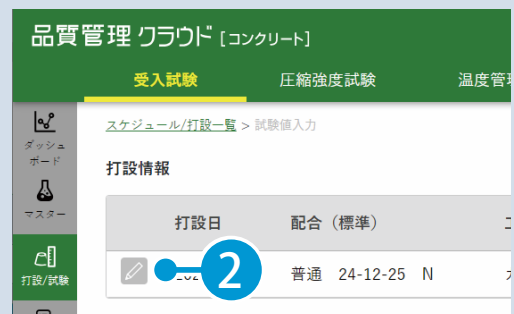 品質管理 クラウド [コンクリート]
受入試験 圧縮強度試験 温度管
ダッシュ
ボード
スケジュール/打設一覧 > 試験値入力
打設情報
マスター
打設日 配合（標準）
打設/試験
2
普通 24-12-25 N